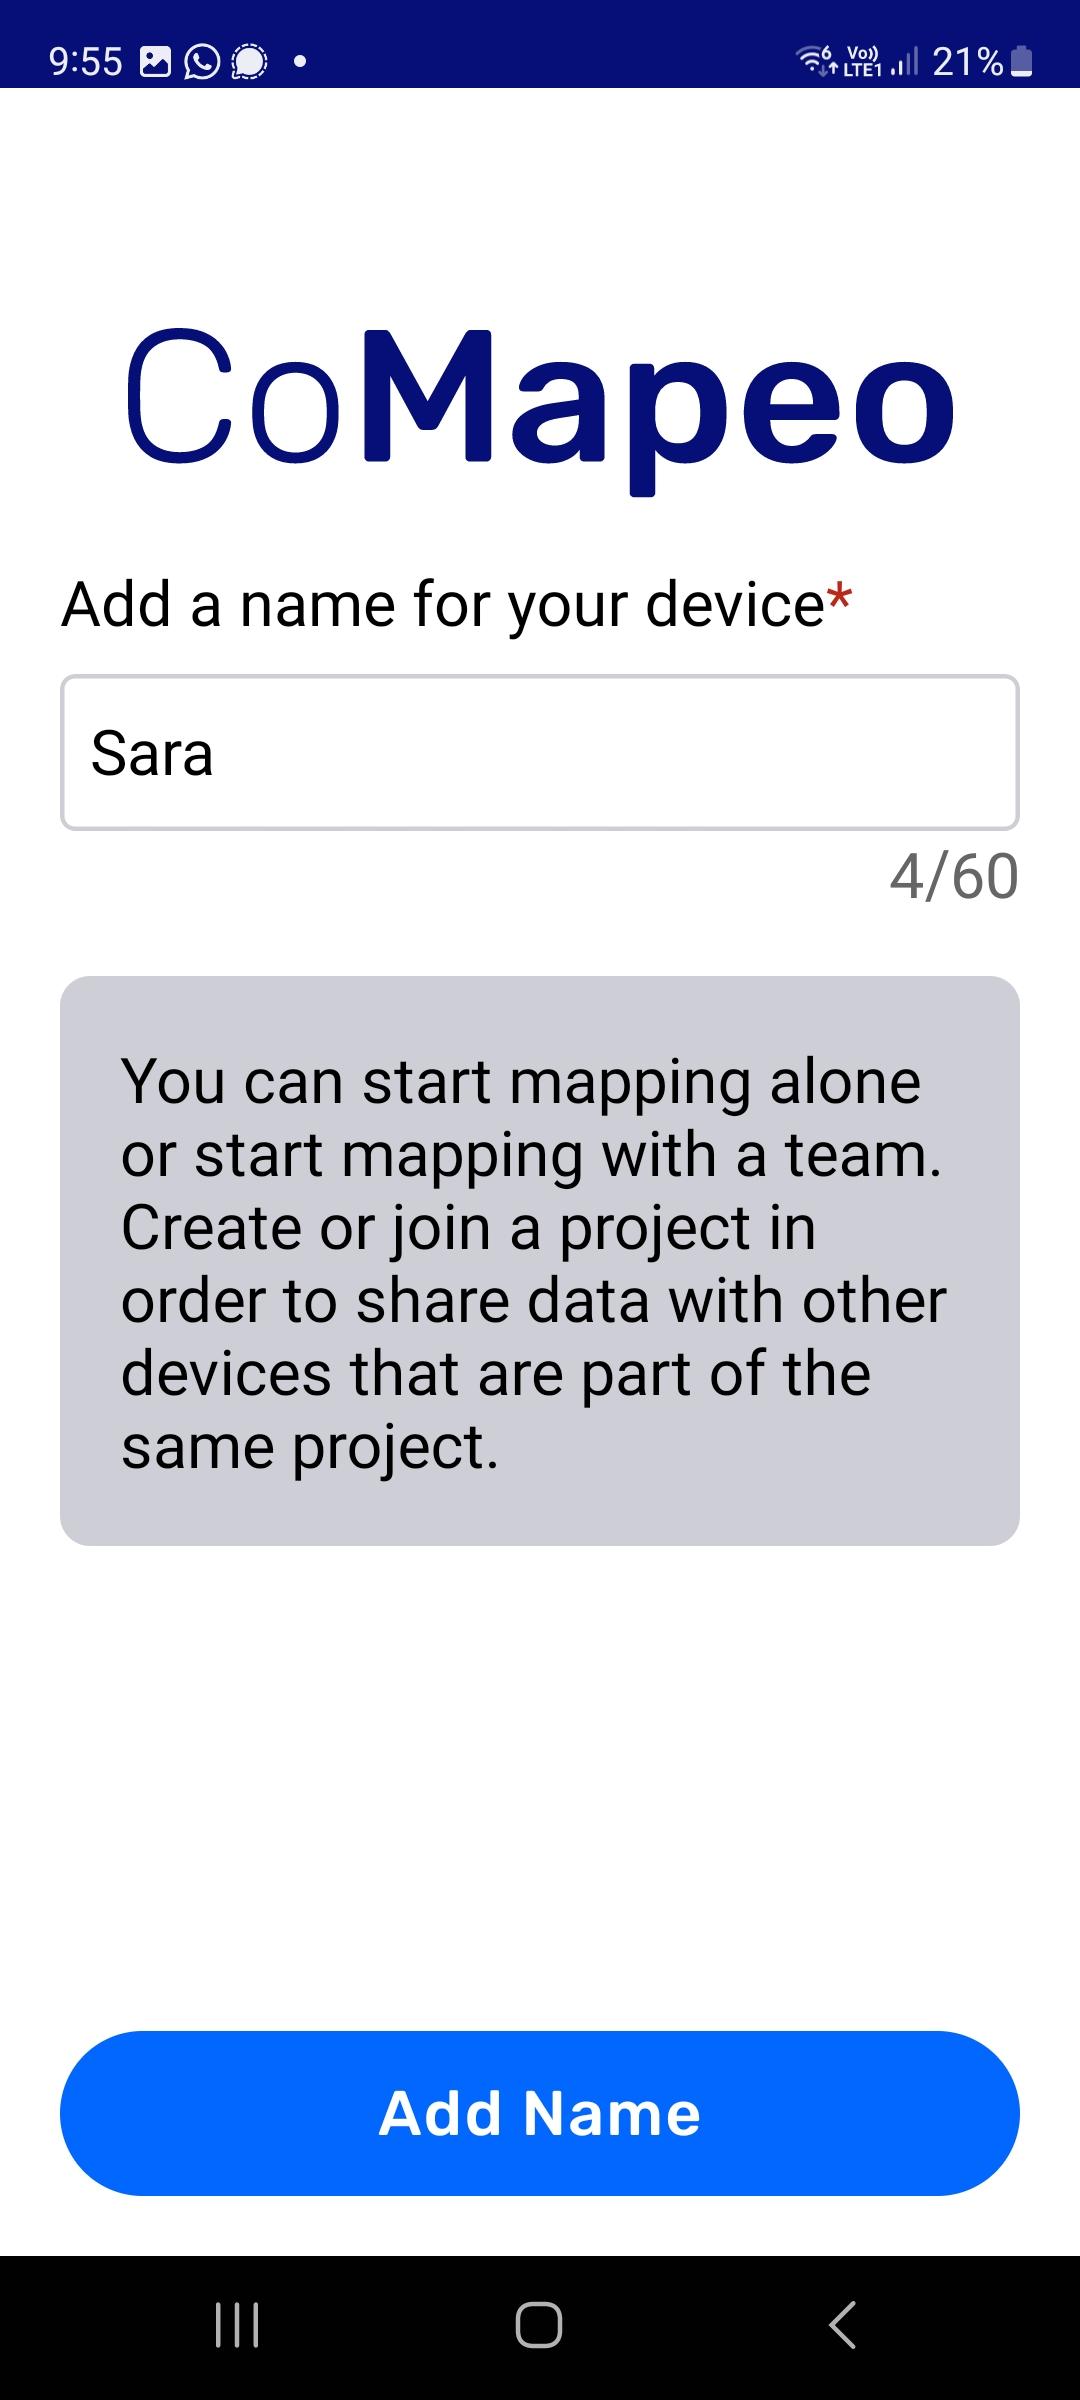 9:55
6 Vo)) LTE1 21%
CoMapeo
Add a name for your device*
Sara
4/60
You can start mapping alone
or start mapping with a team.
Create or join a project in
order to share data with other
devices that are part of the
same project.
Add Name